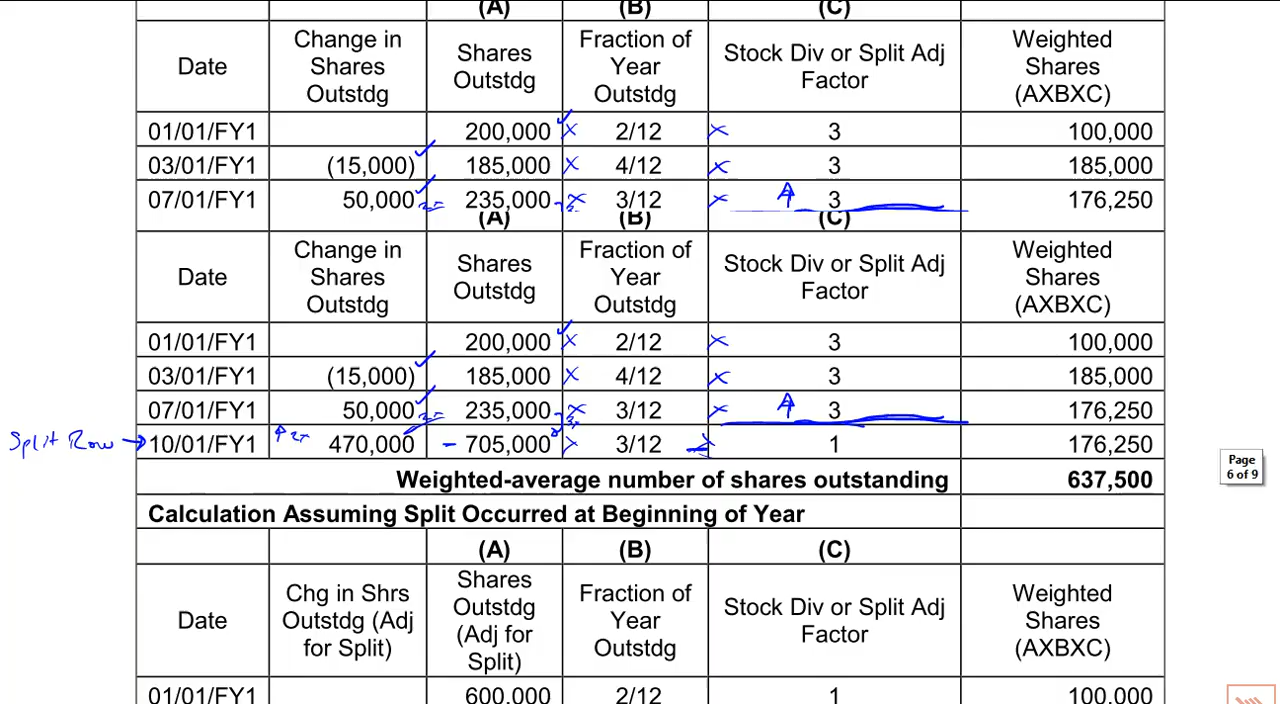 (A) (B) (C)
Date Change in Shares Outstdg Shares Outstdg Fraction of Year Outstdg Stock Div or Split Adj Factor Weighted Shares (AXBXC)
01/01/FY1 200,000 × 2/12 × 3 100,000
03/01/FY1 (15,000) 185,000 × 4/12 × 3 185,000
07/01/FY1 50,000 235,000 × 3/12 × 3 176,250
(A) (B) (C)
Date Change in Shares Outstdg Shares Outstdg Fraction of Year Outstdg Stock Div or Split Adj Factor Weighted Shares (AXBXC)
01/01/FY1 200,000 × 2/12 × 3 100,000
03/01/FY1 (15,000) 185,000 × 4/12 × 3 185,000
07/01/FY1 50,000 235,000 × 3/12 × 3 176,250
Split Row → 10/01/FY1 470,000 705,000 × 3/12 1 176,250
Weighted-average number of shares outstanding 637,500
Page
6 of 9
Calculation Assuming Split Occurred at Beginning of Year
(A) (B) (C)
Date Chg in Shrs Outstdg (Adj for Split) Shares Outstdg (Adj for Split) Fraction of Year Outstdg Stock Div or Split Adj Factor Weighted Shares (AXBXC)
01/01/FY1 600,000 2/12 1 100,000